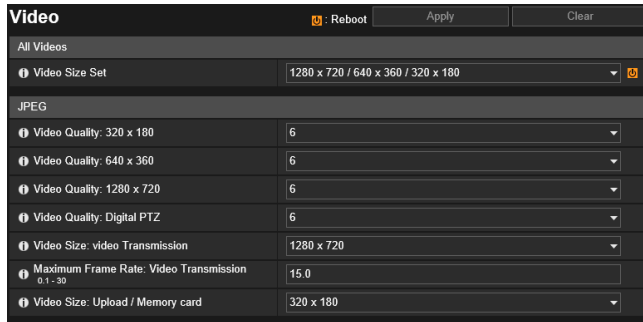 Video
: Reboot
Apply
Clear
All Videos
Video Size Set
1280 x 720 / 640 x 360 / 320 x 180
JPEG
Video Quality: 320 x 180
6
Video Quality: 640 x 360
6
Video Quality: 1280 x 720
6
Video Quality: Digital PTZ
6
Video Size: video Transmission
1280 x 720
Maximum Frame Rate: Video Transmission
0.1 - 30
15.0
Video Size: Upload / Memory card
320 x 180